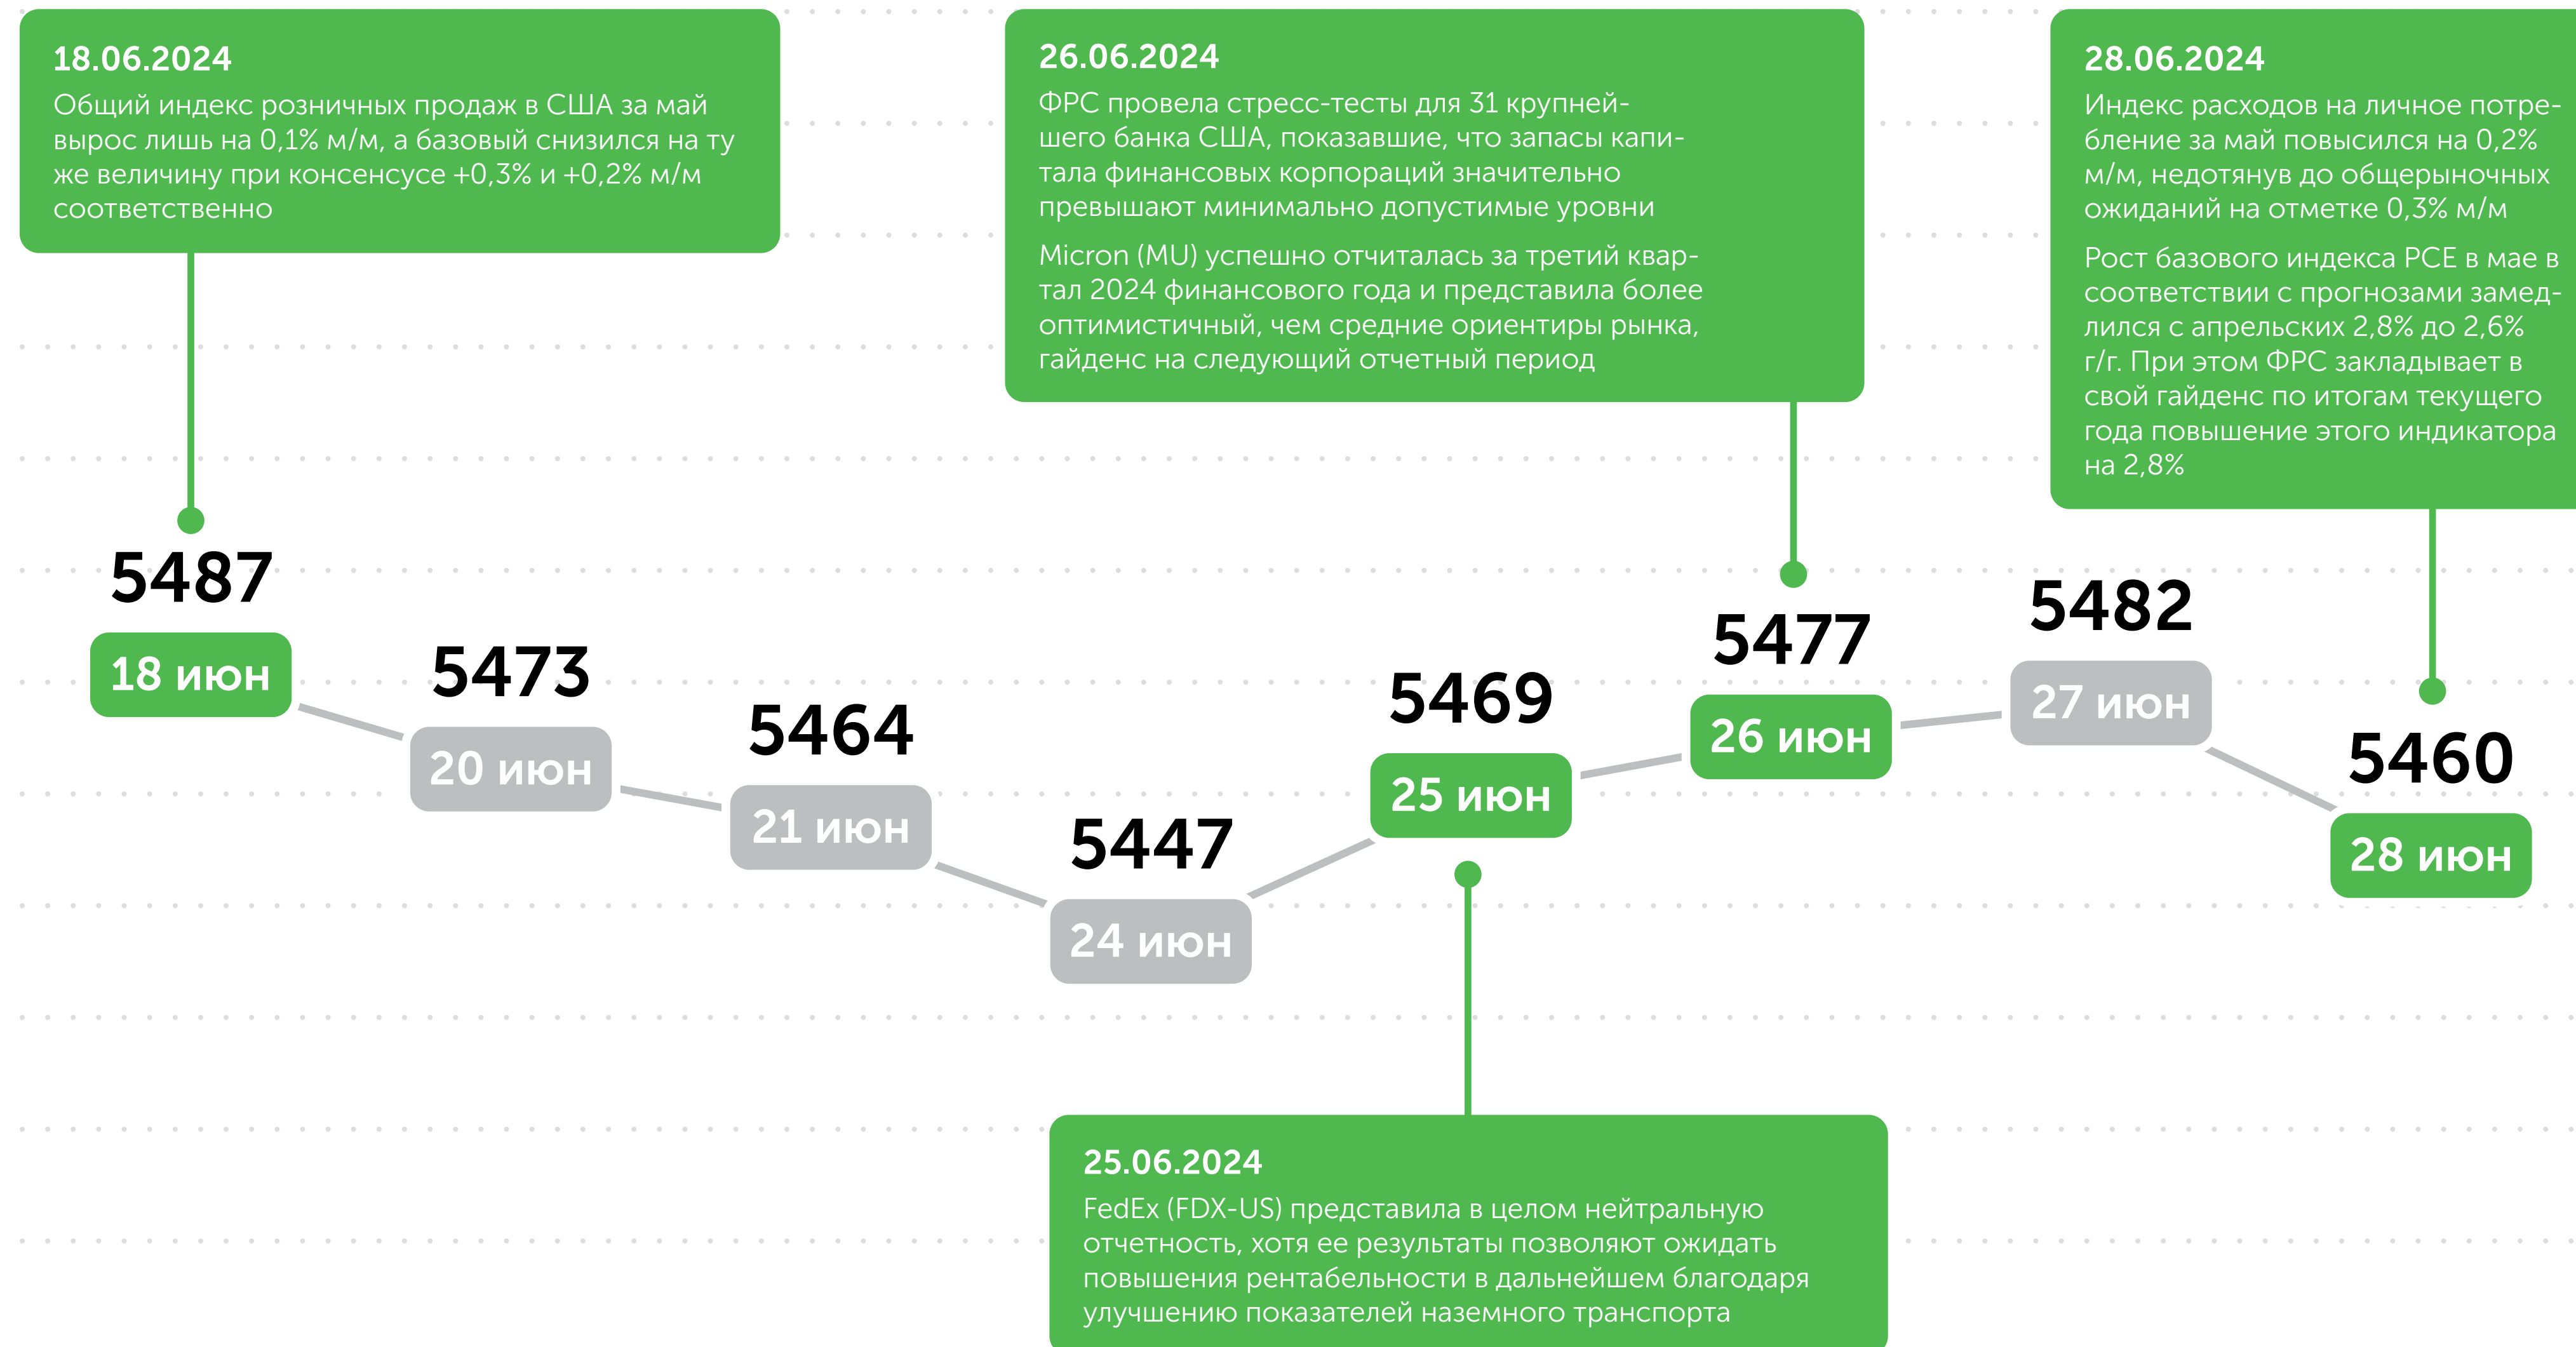 18.06.2024
Общий индекс розничных продаж в США за май
вырос лишь на 0,1% м/м, а базовый снизился на ту
же величину при консенсусе +0,3% и +0,2% м/м
соответственно
26.06.2024
ФРС провела стресс-тесты для 31 крупней-
шего банка США, показавшие, что запасы капи-
тала финансовых корпораций значительно
превышают минимально допустимые уровни
Micron (MU) успешно отчиталась за третий квар-
тал 2024 финансового года и представила более
оптимистичный, чем средние ориентиры рынка,
гайденс на следующий отчетный период
28.06.2024
Индекс расходов на личное потре-
бление за май повысился на 0,2%
м/м, недотянув до общерыночных
ожиданий на отметке 0,3% м/м
Рост базового индекса PCE в мае в
соответствии с прогнозами замед-
лился с апрельских 2,8% до 2,6%
г/г. При этом ФРС закладывает в
свой гайденс по итогам текущего
года повышение этого индикатора
на 2,8%
5487
18 июн
5473
20 июн
5464
21 июн
5447
24 июн
5469
25 июн
5477
26 июн
5482
27 июн
5460
28 июн
25.06.2024
FedEx (FDX-US) представила в целом нейтральную
отчетность, хотя ее результаты позволяют ожидать
повышения рентабельности в дальнейшем благодаря
улучшению показателей наземного транспорта